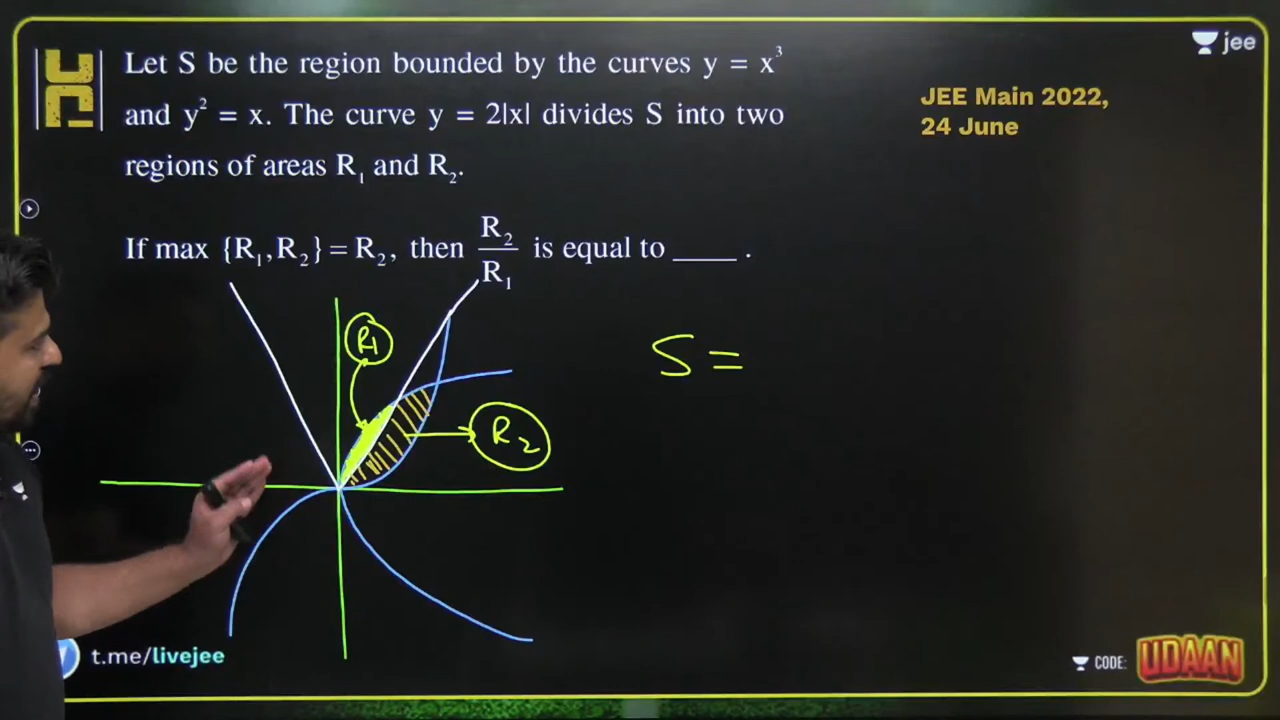 Let S be the region bounded by the curves y = x³
and y² = x. The curve y = 2|x| divides S into two
regions of areas R₁ and R₂.
If max {R₁,R₂} = R₂, then R₂/R₁ is equal to ____ .
jee
JEE Main 2022,
24 June
R1
R2
S =
t.me/livejee
CODE: UDAAN